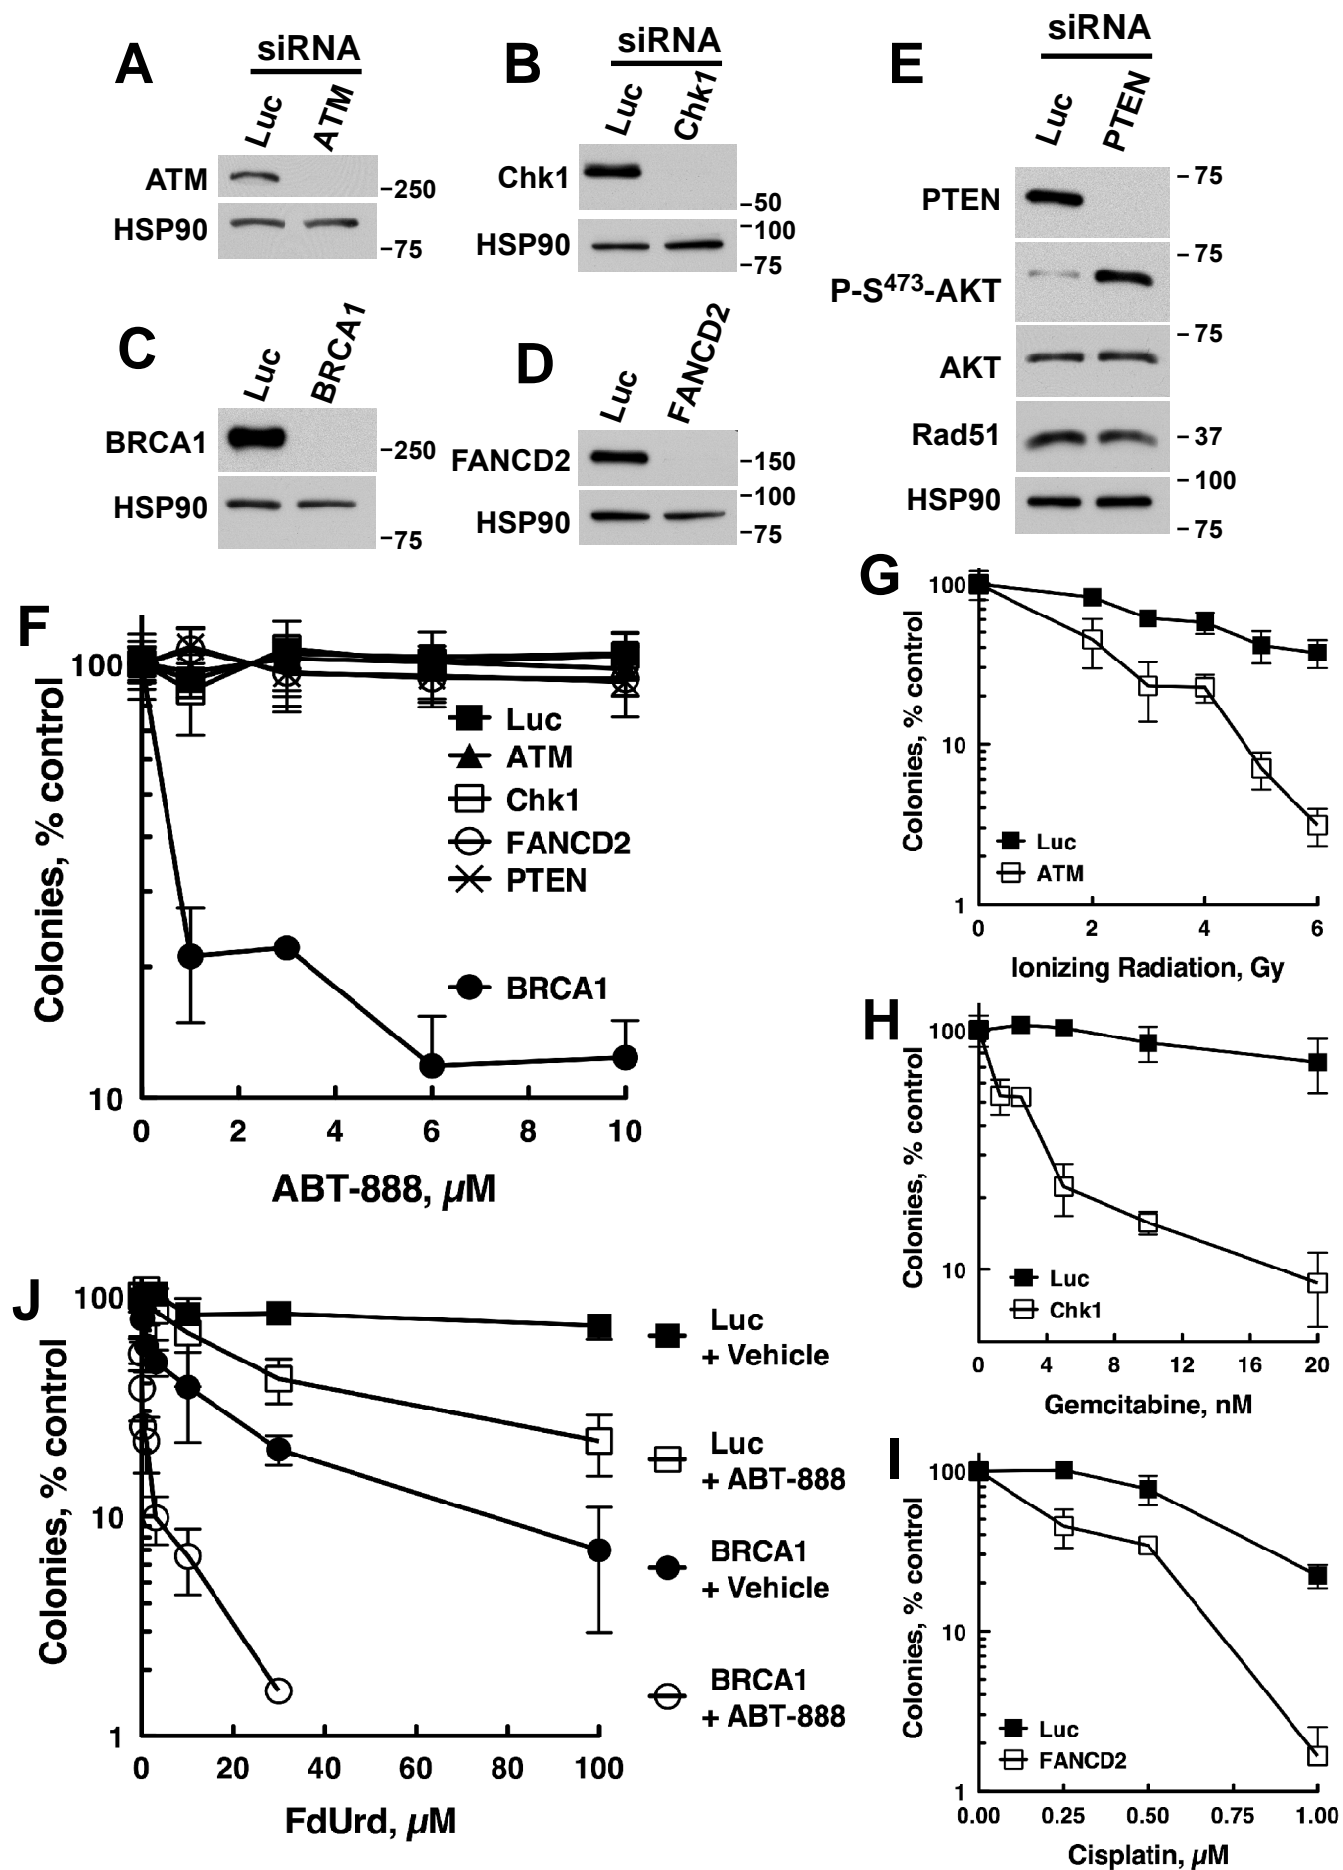 A
siRNA
Luc
ATM
ATM
-250
HSP90
-75
B
siRNA
Luc
Chk1
Chk1
-50
-100
HSP90
-75
E
siRNA
Luc
PTEN
-75
PTEN
-75
P-S473-AKT
-75
AKT
Rad51
-37
-100
HSP90
-75
C
Luc
BRCA1
BRCA1
-250
HSP90
-75
D
Luc
FANCD2
FANCD2
-150
-100
HSP90
-75
F
Colonies, % control
100
10
0 2 4 6 8 10
ABT-888, µM
Luc
ATM
Chk1
FANCD2
PTEN
BRCA1
G
Colonies, % control
100
10
1
0 2 4 6
Ionizing Radiation, Gy
Luc
ATM
H
Colonies, % control
100
10
0 4 8 12 16 20
Gemcitabine, nM
Luc
Chk1
I
Colonies, % control
100
10
1
0.00 0.25 0.50 0.75 1.00
Cisplatin, µM
Luc
FANCD2
J
Colonies, % control
100
10
1
0 20 40 60 80 100
FdUrd, µM
Luc
+ Vehicle
Luc
+ ABT-888
BRCA1
+ Vehicle
BRCA1
+ ABT-888